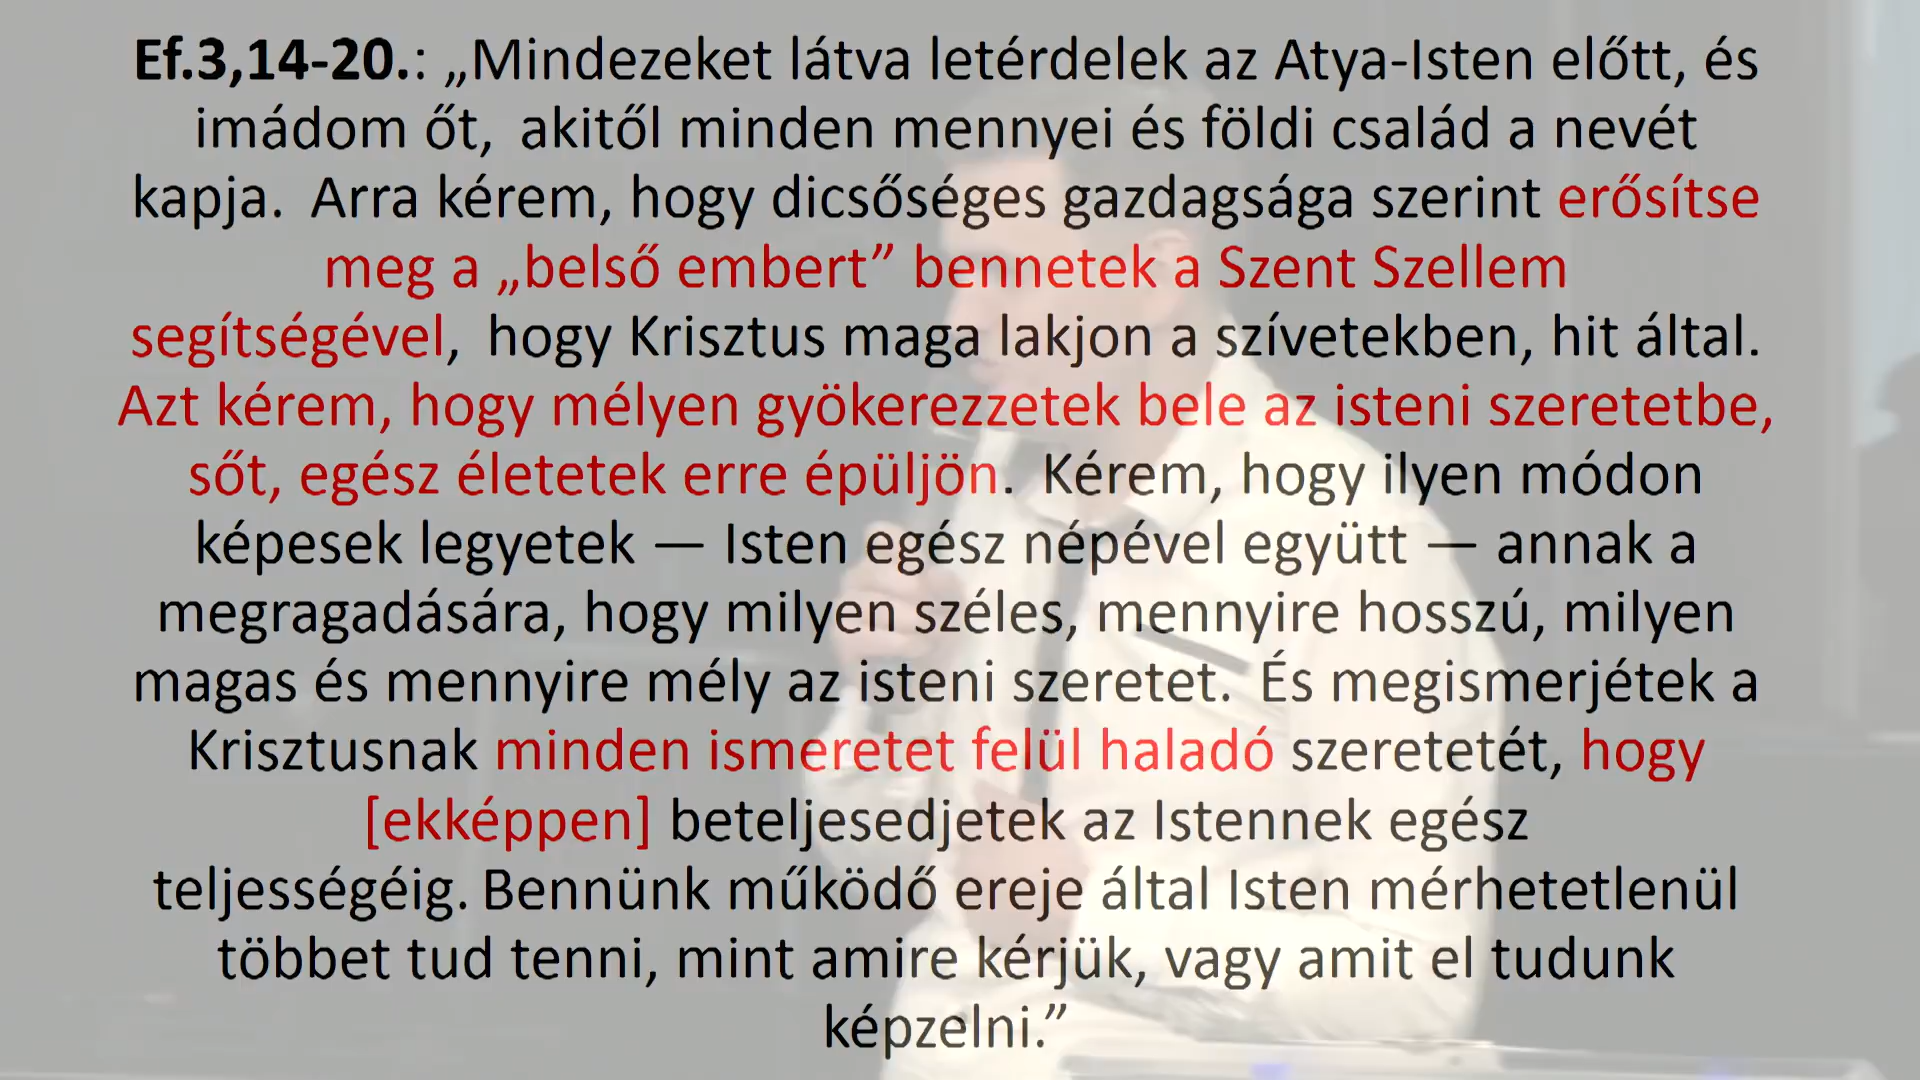 Ef.3,14-20.: „Mindezeket látva letérdelek az Atya-Isten előtt, és
imádom őt, akitől minden mennyei és földi család a nevét
kapja. Arra kérem, hogy dicsőséges gazdagsága szerint erősítse
meg a „belső embert” bennetek a Szent Szellem
segítségével, hogy Krisztus maga lakjon a szívetekben, hit által.
Azt kérem, hogy mélyen gyökerezzetek bele az isteni szeretetbe,
sőt, egész életetek erre épüljön. Kérem, hogy ilyen módon
képesek legyetek — Isten egész népével együtt — annak a
megragadására, hogy milyen széles, mennyire hosszú, milyen
magas és mennyire mély az isteni szeretet. És megismerjétek a
Krisztusnak minden ismeretet felül haladó szeretetét, hogy
[ekképpen] beteljesedjetek az Istennek egész
teljességéig. Bennünk működő ereje által Isten mérhetetlenül
többet tud tenni, mint amire kérjük, vagy amit el tudunk
képzelni.”